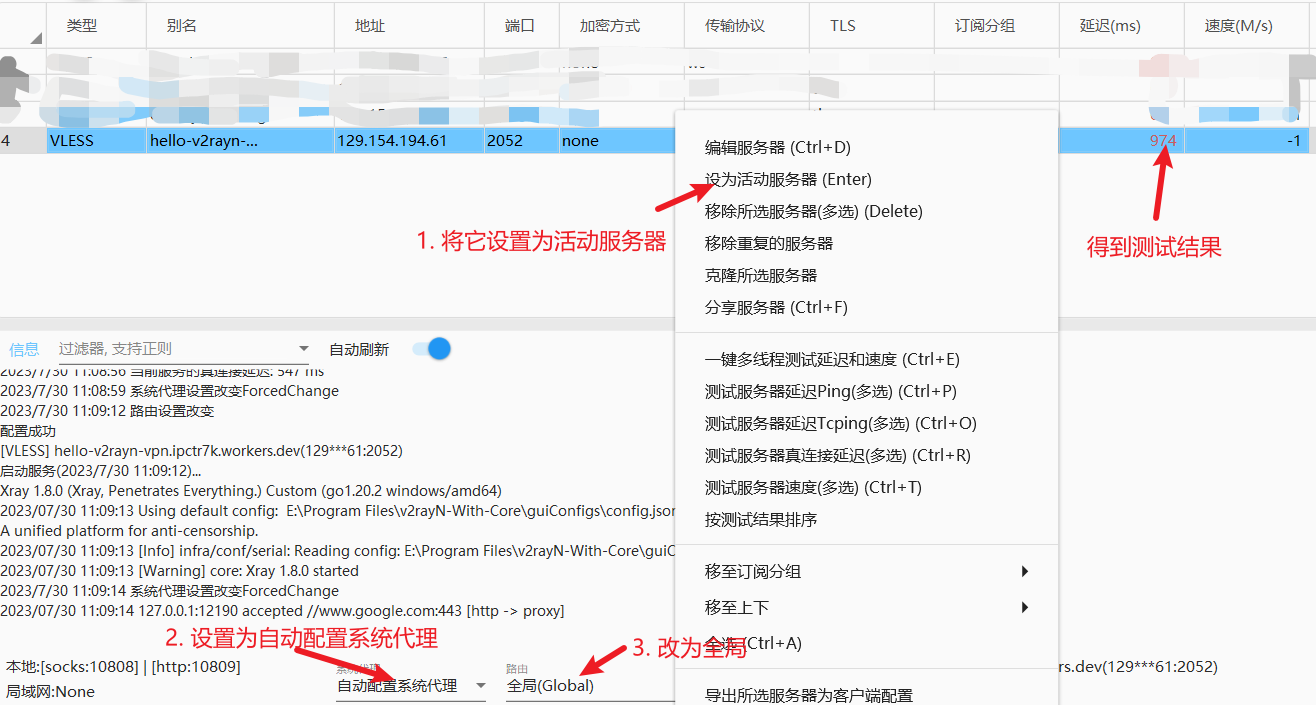 类型 别名 地址 端口 加密方式 传输协议 TLS 订阅分组 延迟(ms) 速度(M/s)
4 VLESS hello-v2rayn-... 129.154.194.61 2052 none 974 -1
编辑服务器 (Ctrl+D)
设为活动服务器 (Enter)
移除所选服务器(多选) (Delete)
移除重复的服务器
克隆所选服务器
分享服务器 (Ctrl+F)
一键多线程测试延迟和速度 (Ctrl+E)
测试服务器延迟Ping(多选) (Ctrl+P)
测试服务器延迟Tcping(多选) (Ctrl+O)
测试服务器真连接延迟(多选) (Ctrl+R)
测试服务器速度(多选) (Ctrl+T)
按测试结果排序
移至订阅分组
移至上下
全选 (Ctrl+A)
导出所选服务器为客户端配置
1. 将它设置为活动服务器
得到测试结果
信息 过滤器, 支持正则 自动刷新
2023/7/30 11:08:56 当前服务的真连接延迟: 547 ms
2023/7/30 11:08:59 系统代理设置改变ForcedChange
2023/7/30 11:09:12 路由设置改变
配置成功
[VLESS] hello-v2rayn-vpn.ipctr7k.workers.dev(129***61:2052)
启动服务(2023/7/30 11:09:12)...
Xray 1.8.0 (Xray, Penetrates Everything.) Custom (go1.20.2 windows/amd64)
2023/07/30 11:09:13 Using default config: E:\Program Files\v2rayN-With-Core\guiConfigs\config.json
A unified platform for anti-censorship.
2023/07/30 11:09:13 [Info] infra/conf/serial: Reading config: E:\Program Files\v2rayN-With-Core\guiC
2023/07/30 11:09:13 [Warning] core: Xray 1.8.0 started
2023/7/30 11:09:14 系统代理设置改变ForcedChange
2023/07/30 11:09:14 127.0.0.1:12190 accepted //www.google.com:443 [http -> proxy]
2. 设置为自动配置系统代理
3. 改为全局
本地:[socks:10808] | [http:10809]
局域网:None
系统代理
自动配置系统代理
路由
全局(Global)
rs.dev(129***61:2052)